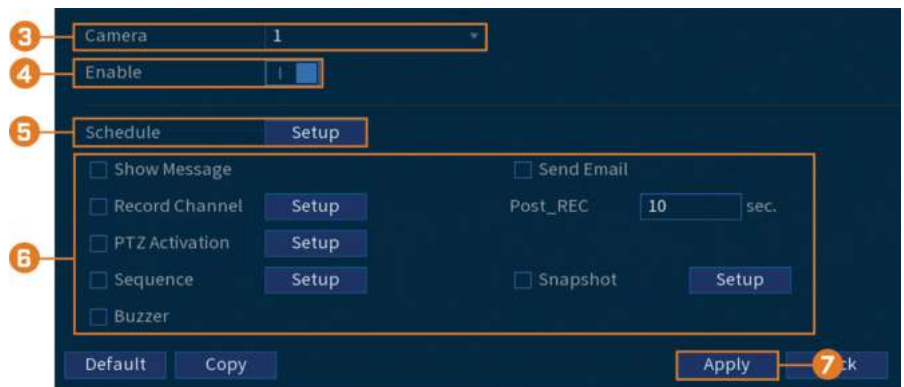 3 Camera 1
4 Enable
5 Schedule Setup
Show Message Send Email
Record Channel Setup Post_REC 10 sec.
PTZ Activation Setup
6
Sequence Setup Snapshot Setup
Buzzer
Default Copy Apply 7